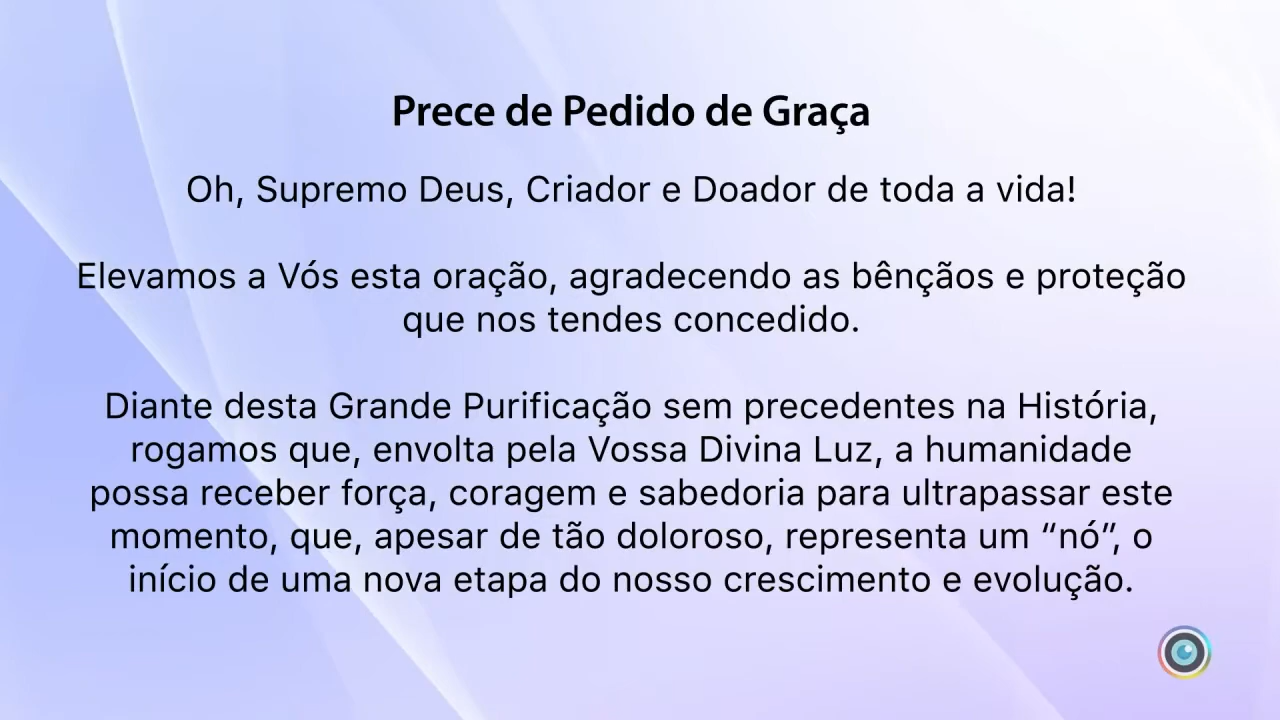 Prece de Pedido de Graça
Oh, Supremo Deus, Criador e Doador de toda a vida!
Elevamos a Vós esta oração, agradecendo as bênçãos e proteção
que nos tendes concedido.
Diante desta Grande Purificação sem precedentes na História,
rogamos que, envolta pela Vossa Divina Luz, a humanidade
possa receber força, coragem e sabedoria para ultrapassar este
momento, que, apesar de tão doloroso, representa um “nó”, o
início de uma nova etapa do nosso crescimento e evolução.